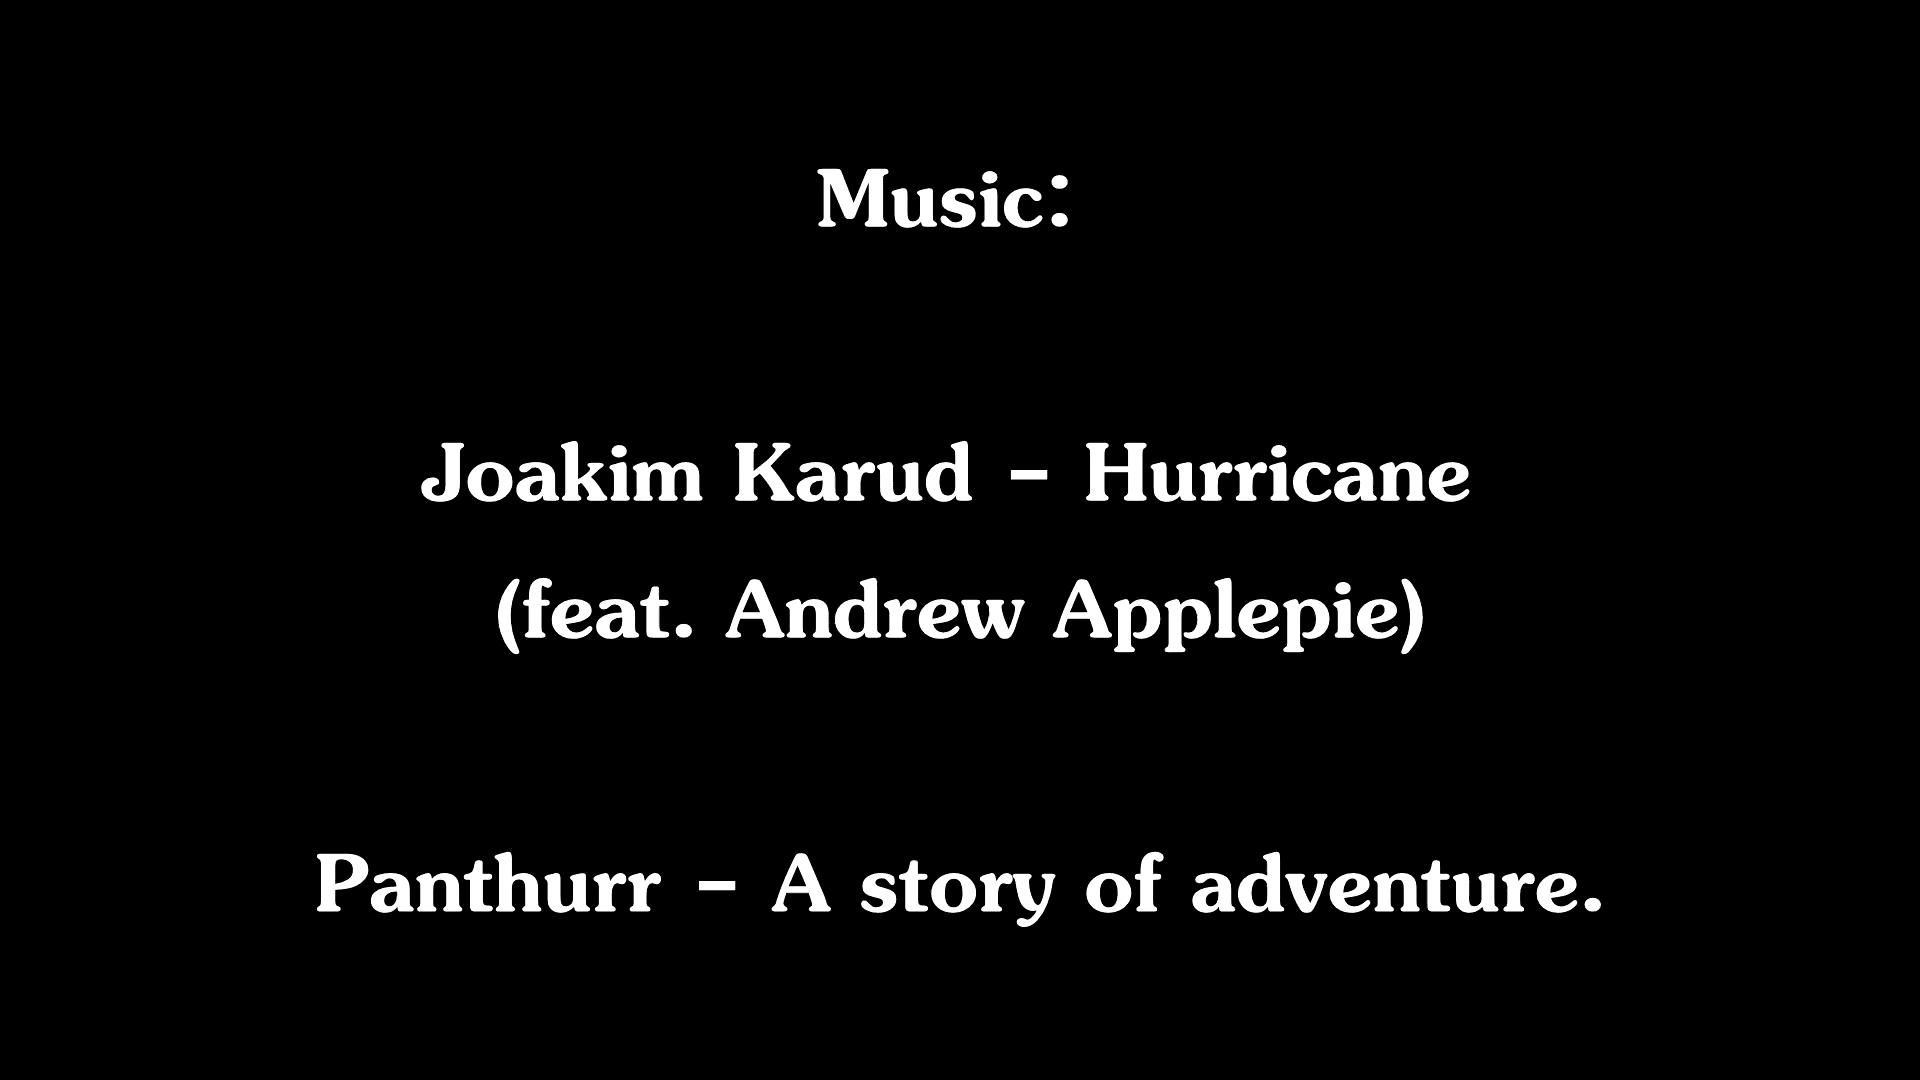 Music:
Joakim Karud - Hurricane
(feat. Andrew Applepie)
Panthurr - A story of adventure.